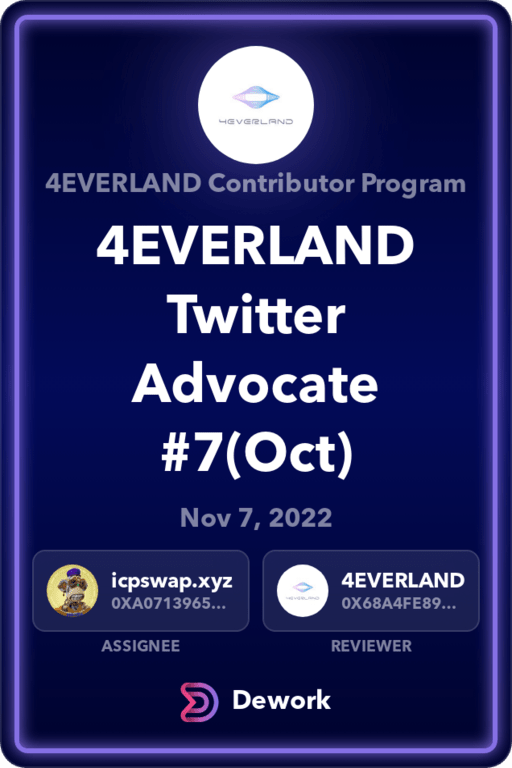 4EVERLAND
4EVERLAND Contributor Program
4EVERLAND
Twitter
Advocate
#7(Oct)
Nov 7, 2022
icpswap.xyz
0XA0713965...
ASSIGNEE
4EVERLAND
4EVERLAND
0X68A4FE89...
REVIEWER
Dework